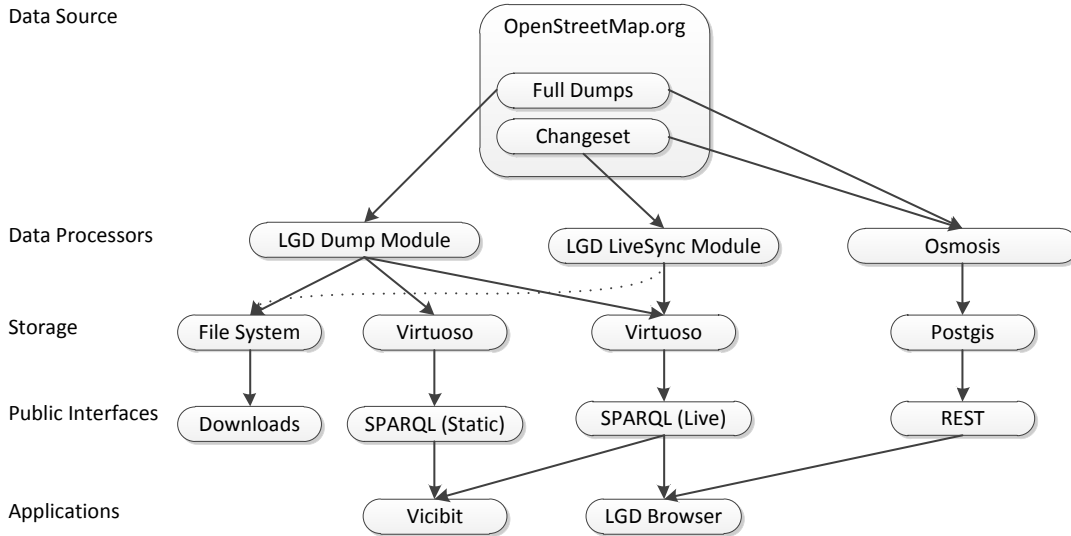 Data Source
OpenStreetMap.org
Full Dumps
Changeset
Data Processors
LGD Dump Module
LGD LiveSync Module
Osmosis
Storage
File System
Virtuoso
Virtuoso
Postgis
Public Interfaces
Downloads
SPARQL (Static)
SPARQL (Live)
REST
Applications
Vicibit
LGD Browser